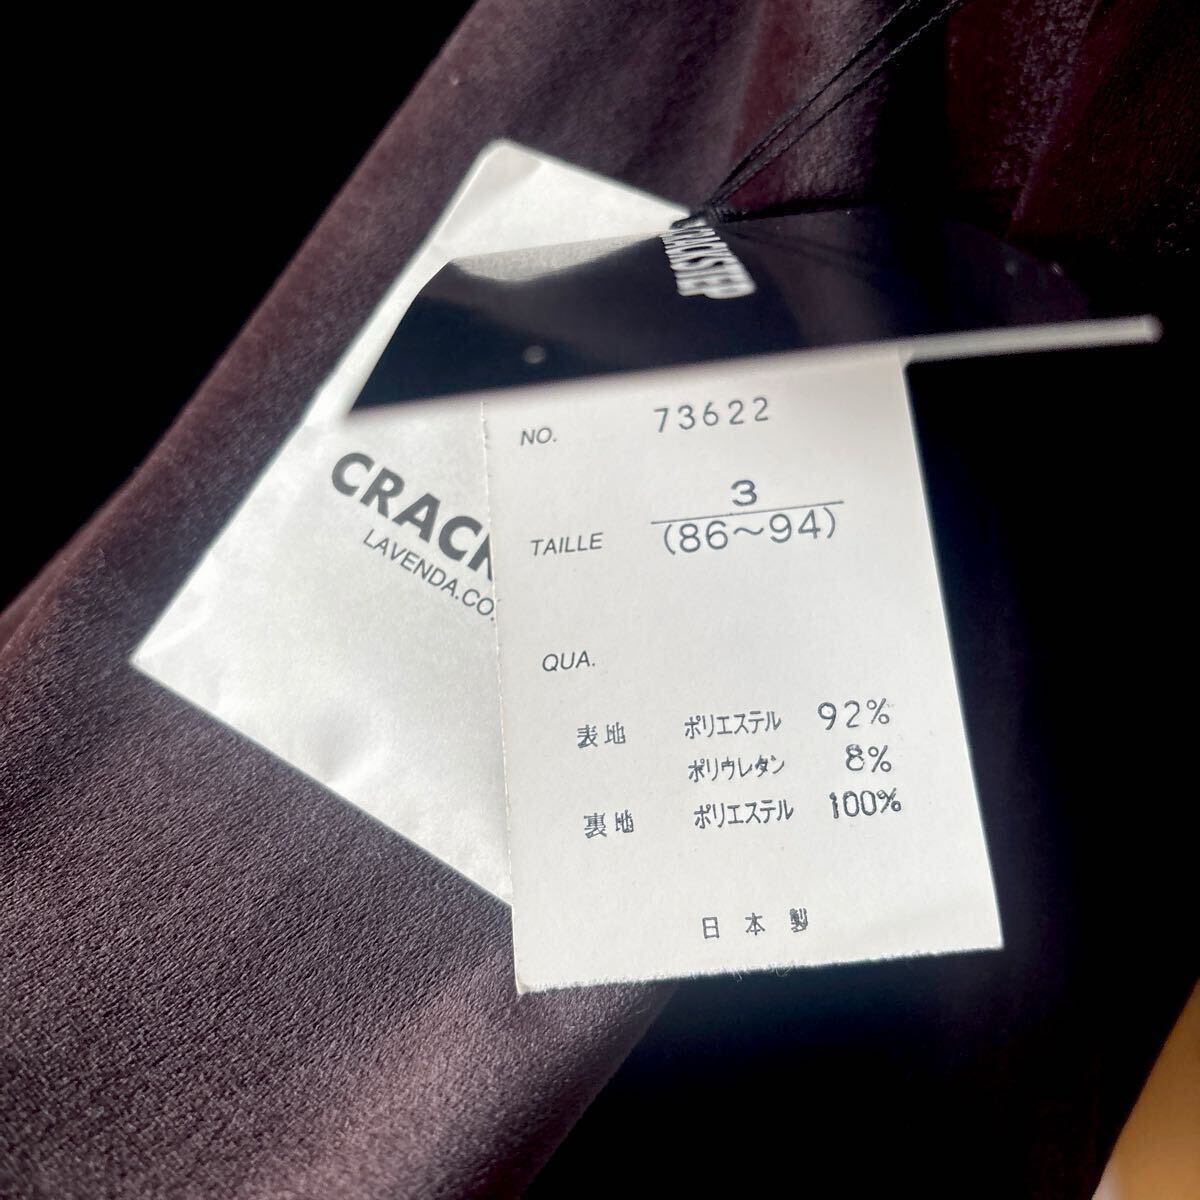 NO. 73622
TAILLE 3
(86～94)
QUA.
表地 ポリエステル 92%
ポリウレタン 8%
裏地 ポリエステル 100%
日本製
LAVENDA.CO.